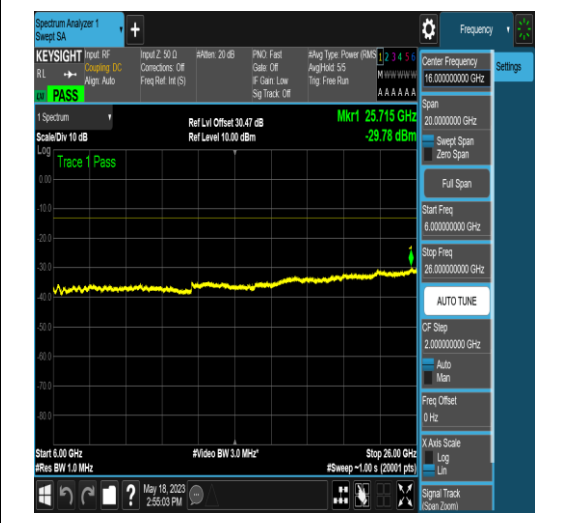 Spectrum Analyzer 1
Swept SA
Frequency
KEYSIGHT
RL
PASS
Input: RF
Coupling: DC
Align: Auto
Input Z: 50 Ω
Corrections: Off
Freq Ref: Int (S)
#Atten: 20 dB
PNO: Fast
Gate: Off
IF Gain: Low
Sig Track: Off
#Avg Type: Power (RMS
Avg|Hold: 5/5
Trig: Free Run
1 2 3 4 5 6
M W W W W W
A A A A A A
1 Spectrum
Scale/Div 10 dB
Ref Lvl Offset 30.47 dB
Ref Level 10.00 dBm
Mkr1 25.715 GHz
-29.78 dBm
Log
Trace 1 Pass
1
0.00
-10.0
-20.0
-30.0
-40.0
-50.0
-60.0
-70.0
-80.0
Start 6.00 GHz
#Res BW 1.0 MHz
#Video BW 3.0 MHz*
Stop 26.00 GHz
#Sweep ~1.00 s (20001 pts)
May 18, 2023
2:55:03 PM
Center Frequency
16.000000000 GHz
Settings
Span
20.0000000 GHz
Swept Span
Zero Span
Full Span
Start Freq
6.000000000 GHz
Stop Freq
26.000000000 GHz
AUTO TUNE
CF Step
2.000000000 GHz
Auto
Man
Freq Offset
0 Hz
X Axis Scale
Log
Lin
Signal Track
(Span Zoom)